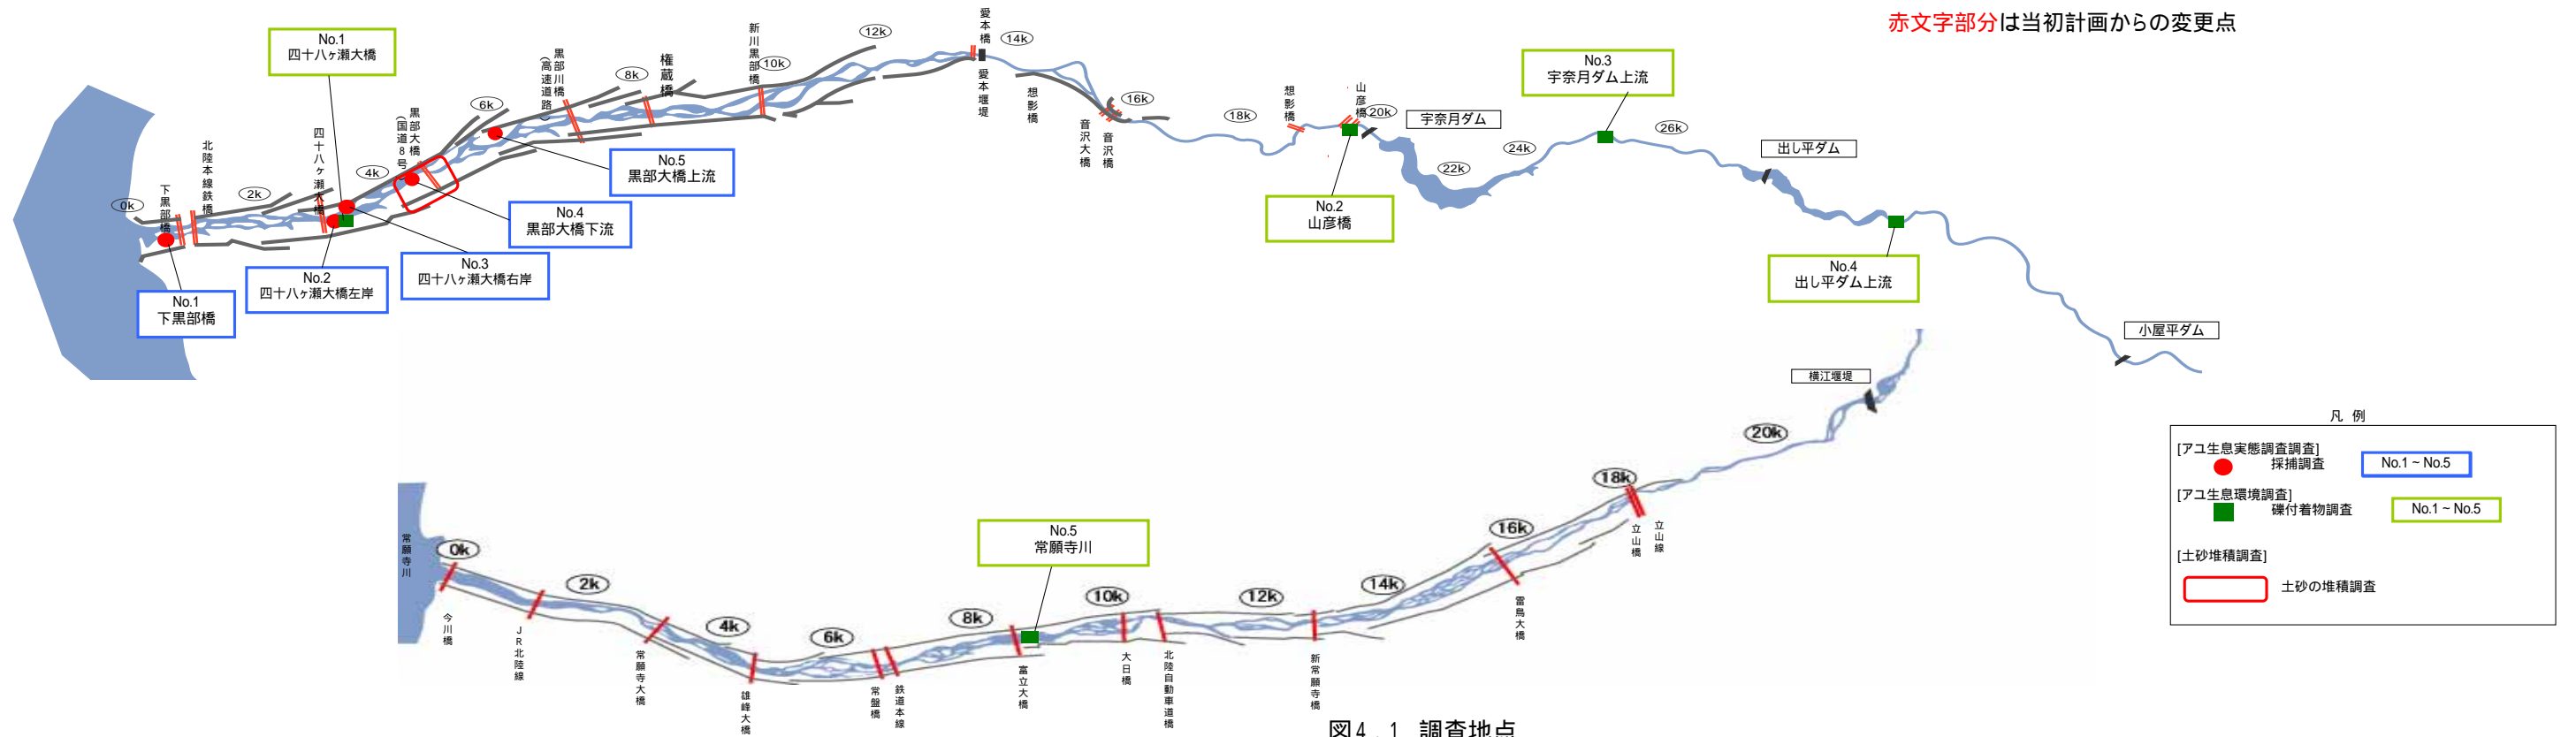 赤文字部分は当初計画からの変更点
No.1
四十八ヶ瀬大橋
0k
2k
4k
6k
8k
10k
12k
14k
16k
18k
20k
22k
24k
26k
下黒部橋
北陸本線鉄橋
四十八ヶ瀬大橋
黒部大橋
(国道8号)
黒部川橋
(高速道路)
権蔵橋
新川黒部橋
愛本橋
愛本堰堤
想影橋
音沢大橋
音沢橋
想影橋
山彦橋
宇奈月ダム
出し平ダム
小屋平ダム
No.3
宇奈月ダム上流
No.2
山彦橋
No.4
出し平ダム上流
No.5
黒部大橋上流
No.4
黒部大橋下流
No.3
四十八ヶ瀬大橋右岸
No.2
四十八ヶ瀬大橋左岸
No.1
下黒部橋
横江堰堤
常願寺川
0k
2k
4k
6k
8k
10k
12k
14k
16k
18k
20k
No.5
常願寺川
今川橋
JR北陸線
常願寺大橋
雄峰大橋
常盤橋
鉄道本線
富立大橋
大日橋
北陸自動車道橋
新常願寺橋
雷鳥大橋
立山橋
立山線
凡 例
[アユ生息実態調査調査]
採捕調査
No.1 ~ No.5
[アユ生息環境調査]
礫付着物調査
No.1 ~ No.5
[土砂堆積調査]
土砂の堆積調査
図4.1 調査地点